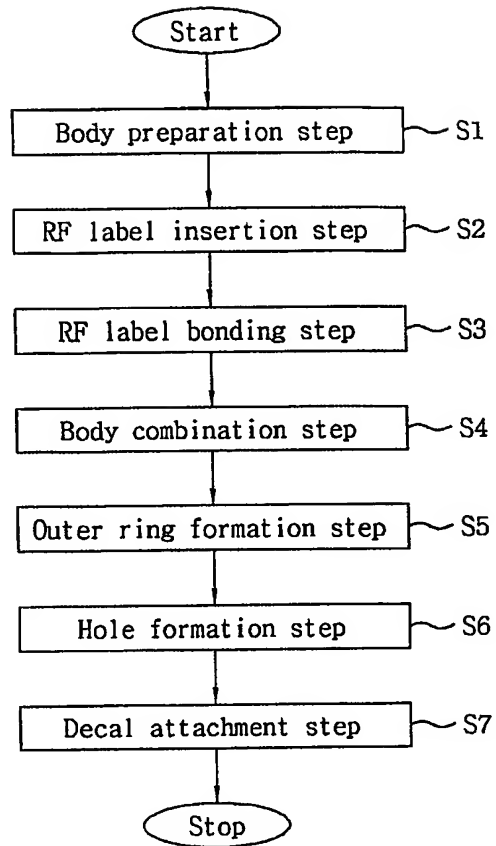 Start
Body preparation step S1
RF label insertion step S2
RF label bonding step S3
Body combination step S4
Outer ring formation step S5
Hole formation step S6
Decal attachment step S7
Stop